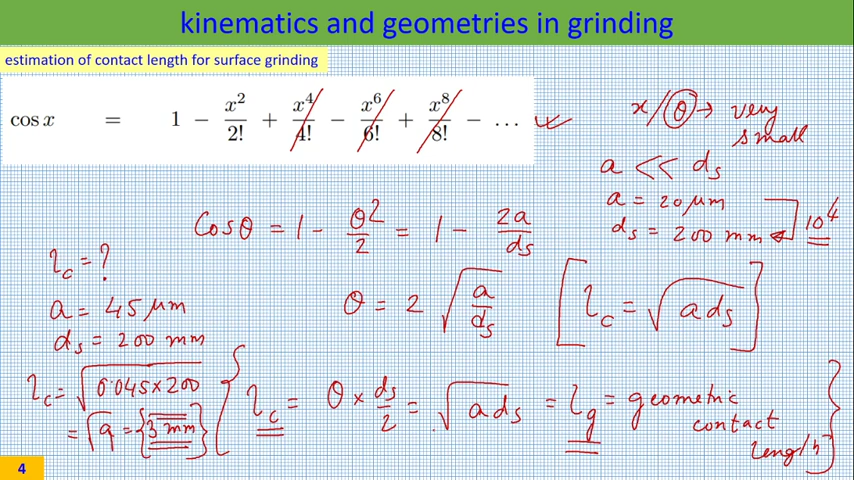 kinematics and geometries in grinding
estimation of contact length for surface grinding
cos x = 1 − x²/2! + x⁴/4! − x⁶/6! + x⁸/8! − …
x/θ → very small
a << ds
a = 20 μm
ds = 200 mm
10⁴
Cosθ = 1 − θ²/2 = 1 − 2a/ds
lc = ?
a = 45 μm
ds = 200 mm
θ = 2 √(a/ds)
[lc = √(a ds)]
lc = √(0.045×200)
= √9 = {3 mm}
lc = θ × ds/2 = √(a ds) = lg = geometric contact length
4